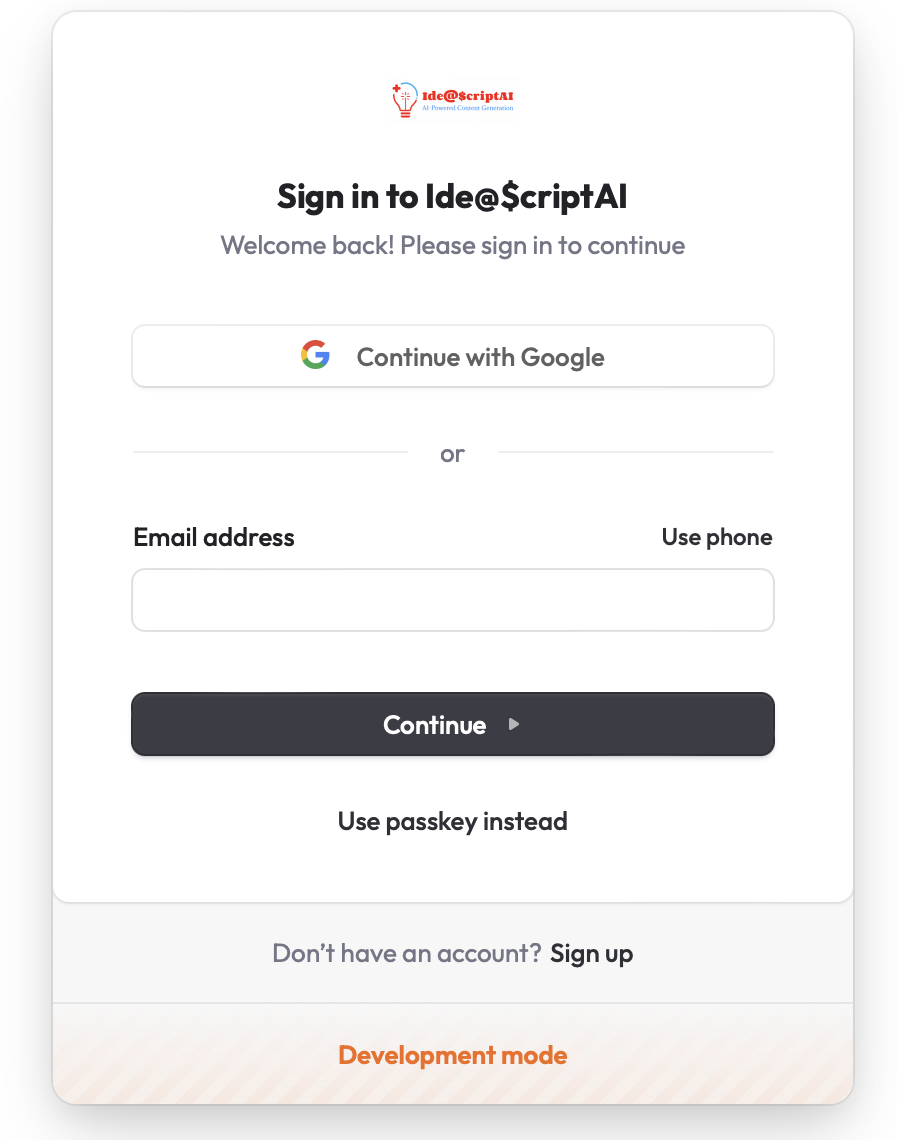 Ide@$criptAI
AI-Powered Content Generation
Sign in to Ide@$criptAI
Welcome back! Please sign in to continue
Continue with Google
or
Email address Use phone
Continue
Use passkey instead
Don’t have an account? Sign up
Development mode